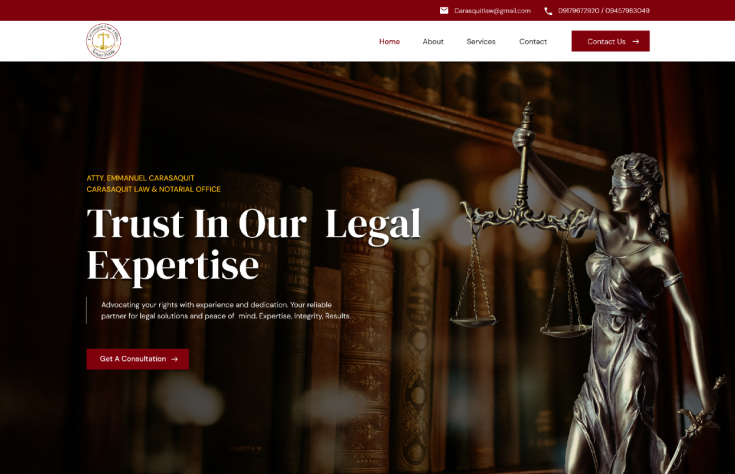 Carasquitlaw@gmail.com 09179672920 / 09457983049
Home About Services Contact Contact Us
ATTY. EMMANUEL CARASAQUIT
CARASAQUIT LAW & NOTARIAL OFFICE
Trust In Our Legal
Expertise
Advocating your rights with experience and dedication. Your reliable
partner for legal solutions and peace of mind. Expertise, Integrity, Results.
Get A Consultation